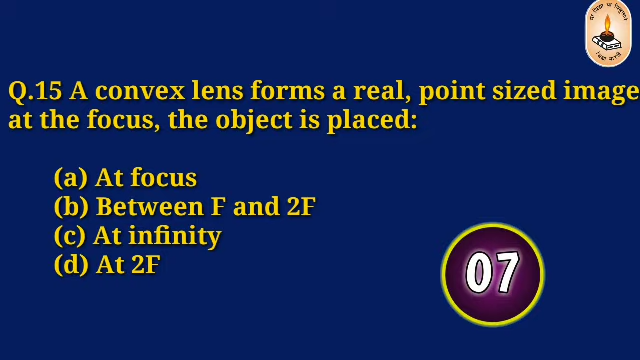 Q.15 A convex lens forms a real, point sized image
at the focus, the object is placed:
(a) At focus
(b) Between F and 2F
(c) At infinity
(d) At 2F
07